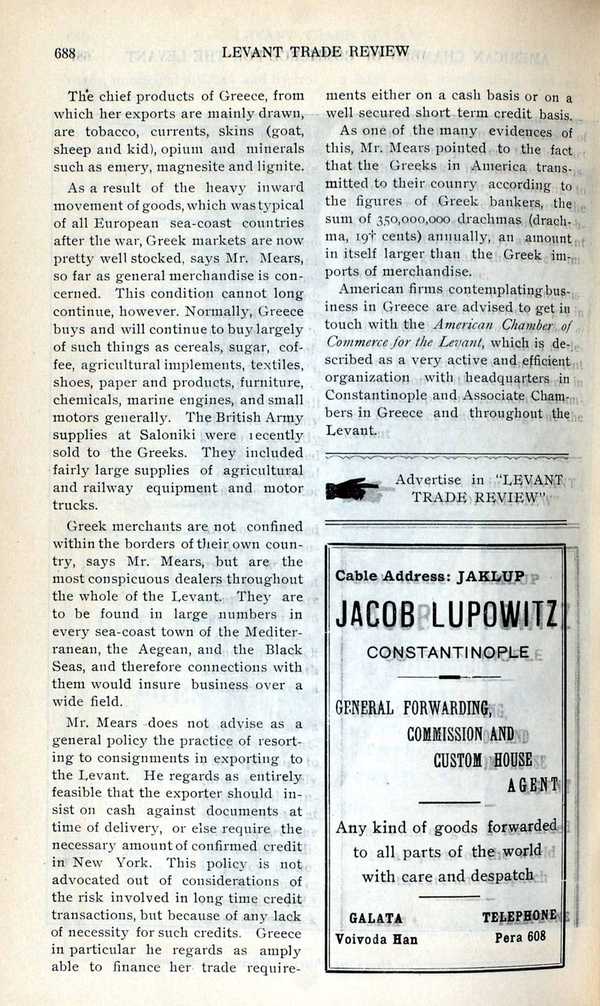 688
LEVANT TRADE REVIEW
The chief products of Greece, from
which her exports are mainly drawn,
are tobacco, currents, skins (goat,
sheep and kid), opium and minerals
such as emery, magnesite and lignite.
As a result of the heavy inward
movement of goods, which was typical
of all European sea-coast countries
after the war, Greek markets are now
pretty well stocked, says Mr. Mears,
so far as general merchandise is con-
cerned. This condition cannot long
continue, however. Normally, Greece
buys and will continue to buy largely
of such things as cereals, sugar, cof-
fee, agricultural implements, textiles,
shoes, paper and products, furniture,
chemicals, marine engines, and small
motors generally. The British Army
supplies at Saloniki were recently
sold to the Greeks. They included
fairly large supplies of agricultural
and railway equipment and motor
trucks.
Greek merchants are not confined
within the borders of their own coun-
try, says Mr. Mears, but are the
most conspicuous dealers throughout
the whole of the Levant. They are
to be found in large numbers in
every sea-coast town of the Mediter-
ranean, the Aegean, and the Black
Seas, and therefore connections with
them would insure business over a
wide field.
Mr. Mears does not advise as a
general policy the practice of resort-
ing to consignments in exporting to
the Levant. He regards as entirely
feasible that the exporter should in-
sist on cash against documents at
time of delivery, or else require the
necessary amount of confirmed credit
in New York. This policy is not
advocated out of considerations of
the risk involved in long time credit
transactions, but because of any lack
of necessity for such credits. Greece
in particular he regards as amply
able to finance her trade require-
ments either on a cash basis or on a
well secured short term credit basis.
As one of the many evidences of
this, Mr. Mears pointed to the fact
that the Greeks in America trans-
mitted to their counry according to
the figures of Greek bankers, the
sum of 350,000,000 drachmas (drach-
ma, 19† cents) annually, an amount
in itself larger than the Greek im-
ports of merchandise.
American firms contemplating bus-
iness in Greece are advised to get in
touch with the American Chamber of
Commerce for the Levant, which is de-
scribed as a very active and efficient
organization with headquarters in
Constantinople and Associate Cham-
bers in Greece and throughout the
Levant.
Advertise in "LEVANT
TRADE REVIEW"
Cable Address: JAKLUP
JACOB LUPOWITZ
CONSTANTINOPLE
GENERAL FORWARDING,
COMMISSION AND
CUSTOM HOUSE
AGENT
Any kind of goods forwarded
to all parts of the world
with care and despatch
GALATA TELEPHONE
Voivoda Han Pera 608